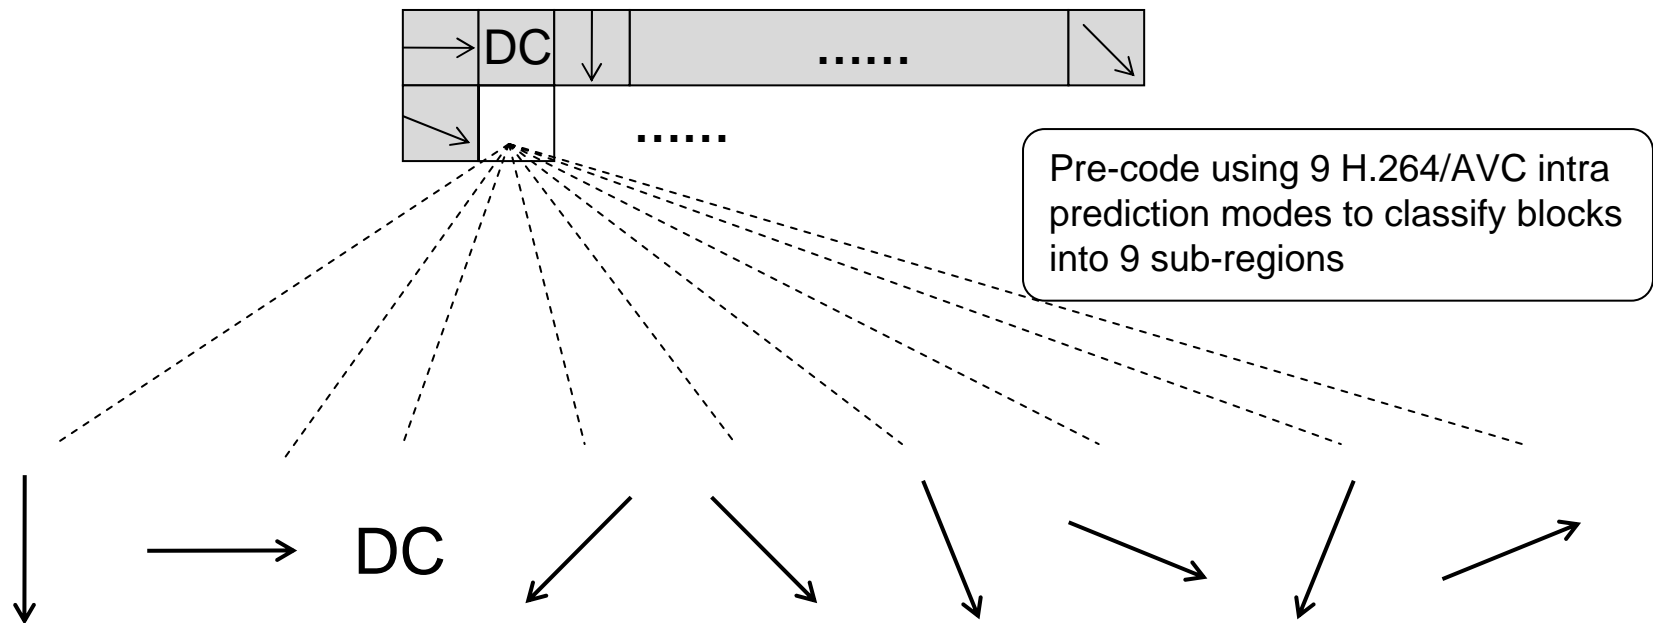 DC
......
......
Pre-code using 9 H.264/AVC intra
prediction modes to classify blocks
into 9 sub-regions
DC